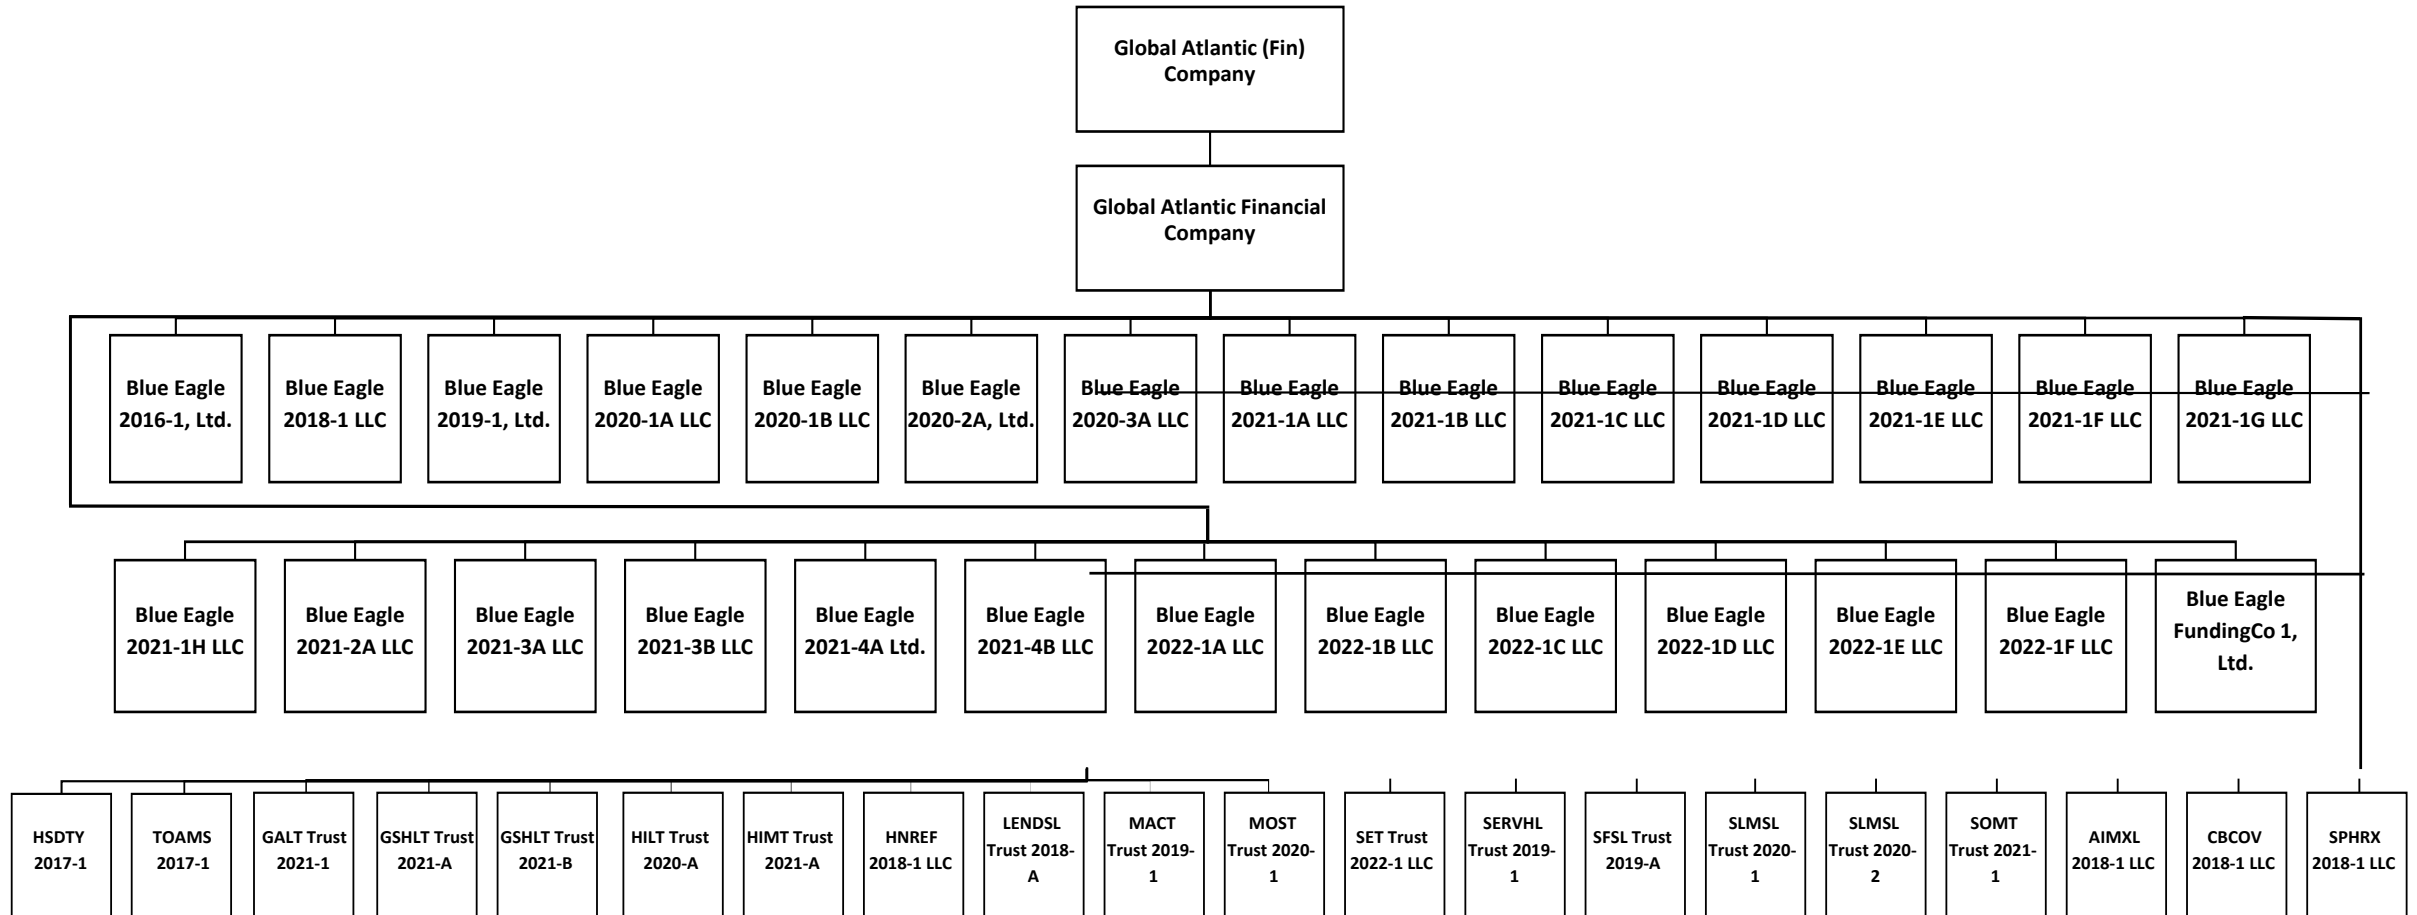 Global Atlantic (Fin)
Company
Global Atlantic Financial
Company
Blue Eagle
2016-1, Ltd.
Blue Eagle
2018-1 LLC
Blue Eagle
2019-1, Ltd.
Blue Eagle
2020-1A LLC
Blue Eagle
2020-1B LLC
Blue Eagle
2020-2A, Ltd.
Blue Eagle
2020-3A LLC
Blue Eagle
2021-1A LLC
Blue Eagle
2021-1B LLC
Blue Eagle
2021-1C LLC
Blue Eagle
2021-1D LLC
Blue Eagle
2021-1E LLC
Blue Eagle
2021-1F LLC
Blue Eagle
2021-1G LLC
Blue Eagle
2021-1H LLC
Blue Eagle
2021-2A LLC
Blue Eagle
2021-3A LLC
Blue Eagle
2021-3B LLC
Blue Eagle
2021-4A Ltd.
Blue Eagle
2021-4B LLC
Blue Eagle
2022-1A LLC
Blue Eagle
2022-1B LLC
Blue Eagle
2022-1C LLC
Blue Eagle
2022-1D LLC
Blue Eagle
2022-1E LLC
Blue Eagle
2022-1F LLC
Blue Eagle
FundingCo 1,
Ltd.
HSDTY
2017-1
TOAMS
2017-1
GALT Trust
2021-1
GSHLT Trust
2021-A
GSHLT Trust
2021-B
HILT Trust
2020-A
HIMT Trust
2021-A
HNREF
2018-1 LLC
LENDSL
Trust 2018-
A
MACT
Trust 2019-
1
MOST
Trust 2020-
1
SET Trust
2022-1 LLC
SERVHL
Trust 2019-
1
SFSL Trust
2019-A
SLMSL
Trust 2020-
1
SLMSL
Trust 2020-
2
SOMT
Trust 2021-
1
AIMXL
2018-1 LLC
CBCOV
2018-1 LLC
SPHRX
2018-1 LLC